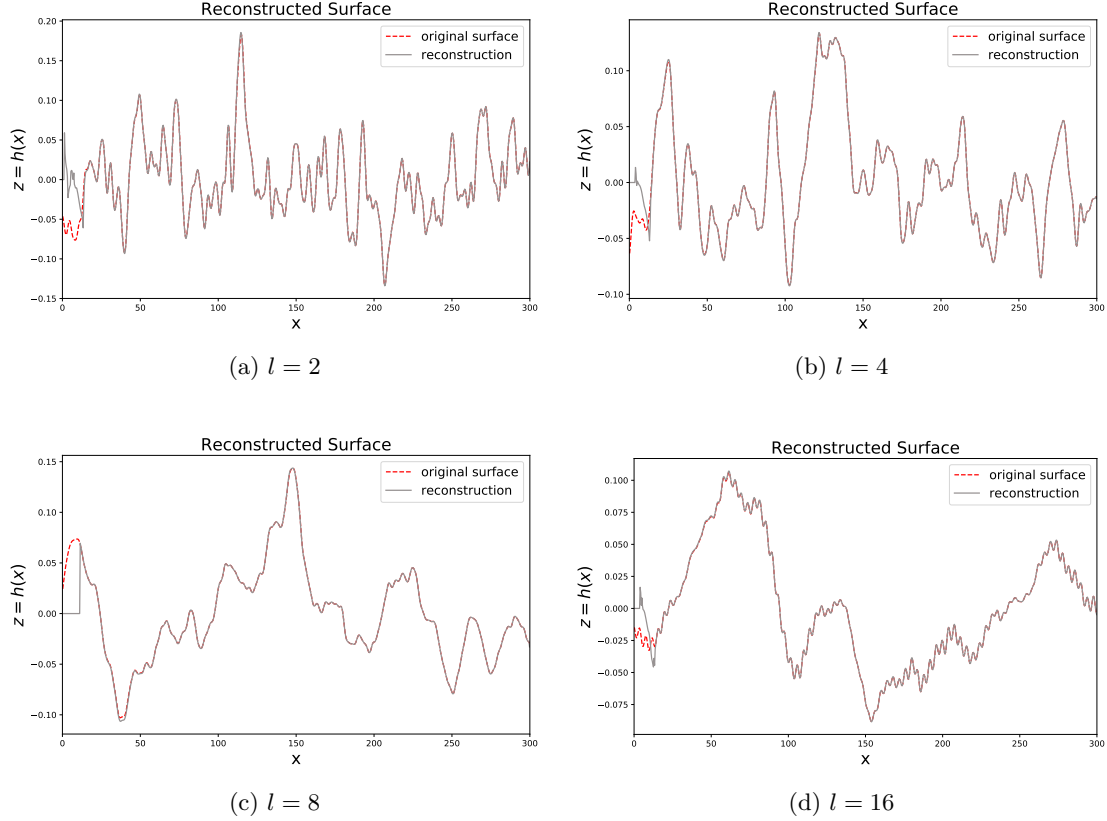 Reconstructed Surface
0.20
0.15
0.10
0.05
0.00
−0.05
−0.10
−0.15
z = h(x)
original surface
reconstruction
0 50 100 150 200 250 300
x
(a) l = 2
Reconstructed Surface
0.10
0.05
0.00
−0.05
−0.10
z = h(x)
original surface
reconstruction
0 50 100 150 200 250 300
x
(b) l = 4
Reconstructed Surface
0.15
0.10
0.05
0.00
−0.05
−0.10
z = h(x)
original surface
reconstruction
0 50 100 150 200 250 300
x
(c) l = 8
Reconstructed Surface
0.100
0.075
0.050
0.025
0.000
−0.025
−0.050
−0.075
z = h(x)
original surface
reconstruction
0 50 100 150 200 250 300
x
(d) l = 16